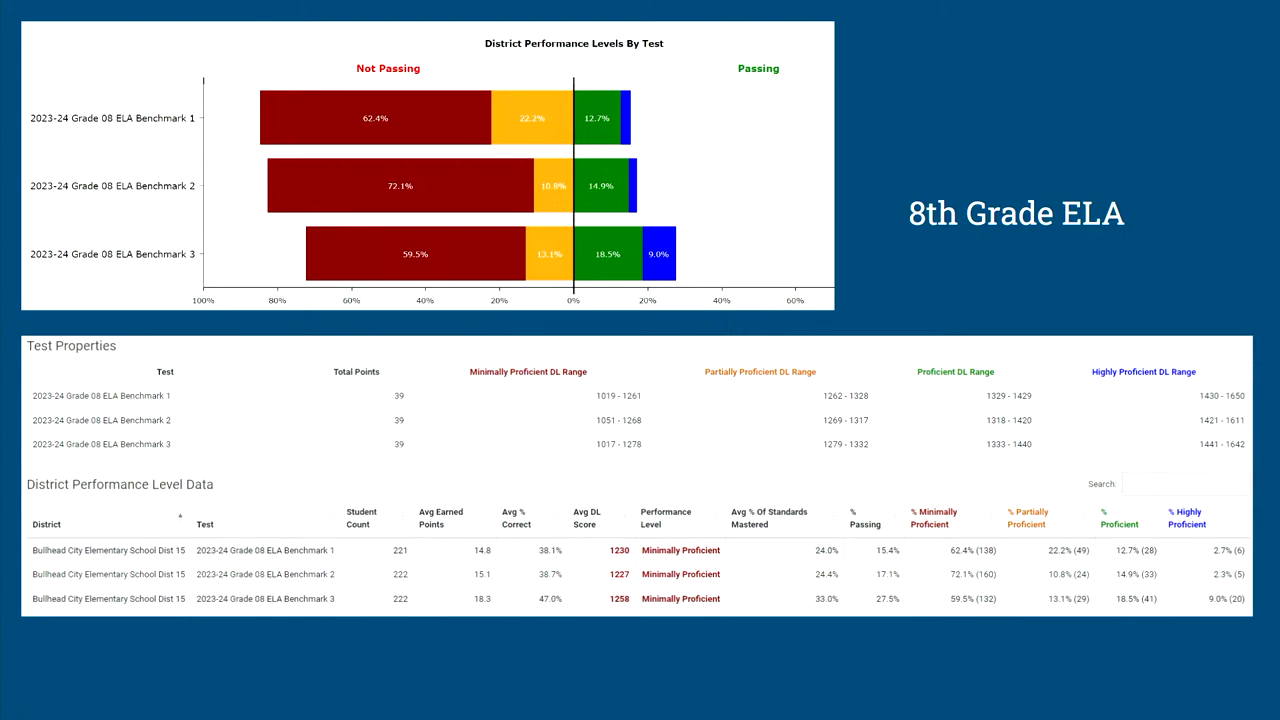 District Performance Levels By Test
Not Passing Passing
2023-24 Grade 08 ELA Benchmark 1 62.4% 22.2% 12.7%
2023-24 Grade 08 ELA Benchmark 2 72.1% 10.8% 14.9%
2023-24 Grade 08 ELA Benchmark 3 59.5% 13.1% 18.5% 9.0%
100% 80% 60% 40% 20% 0% 20% 40% 60%
8th Grade ELA
Test Properties
Test Total Points Minimally Proficient DL Range Partially Proficient DL Range Proficient DL Range Highly Proficient DL Range
2023-24 Grade 08 ELA Benchmark 1 39 1019 - 1261 1262 - 1328 1329 - 1429 1430 - 1650
2023-24 Grade 08 ELA Benchmark 2 39 1051 - 1268 1269 - 1317 1318 - 1420 1421 - 1611
2023-24 Grade 08 ELA Benchmark 3 39 1017 - 1278 1279 - 1332 1333 - 1440 1441 - 1642
District Performance Level Data Search:
Student Avg Earned Avg % Avg DL Performance Avg % Of Standards % % Minimally % Partially % % Highly
District Test Count Points Correct Score Level Mastered Passing Proficient Proficient Proficient Proficient
Bullhead City Elementary School Dist 15 2023-24 Grade 08 ELA Benchmark 1 221 14.8 38.1% 1230 Minimally Proficient 24.0% 15.4% 62.4% (138) 22.2% (49) 12.7% (28) 2.7% (6)
Bullhead City Elementary School Dist 15 2023-24 Grade 08 ELA Benchmark 2 222 15.1 38.7% 1227 Minimally Proficient 24.4% 17.1% 72.1% (160) 10.8% (24) 14.9% (33) 2.3% (5)
Bullhead City Elementary School Dist 15 2023-24 Grade 08 ELA Benchmark 3 222 18.3 47.0% 1258 Minimally Proficient 33.0% 27.5% 59.5% (132) 13.1% (29) 18.5% (41) 9.0% (20)